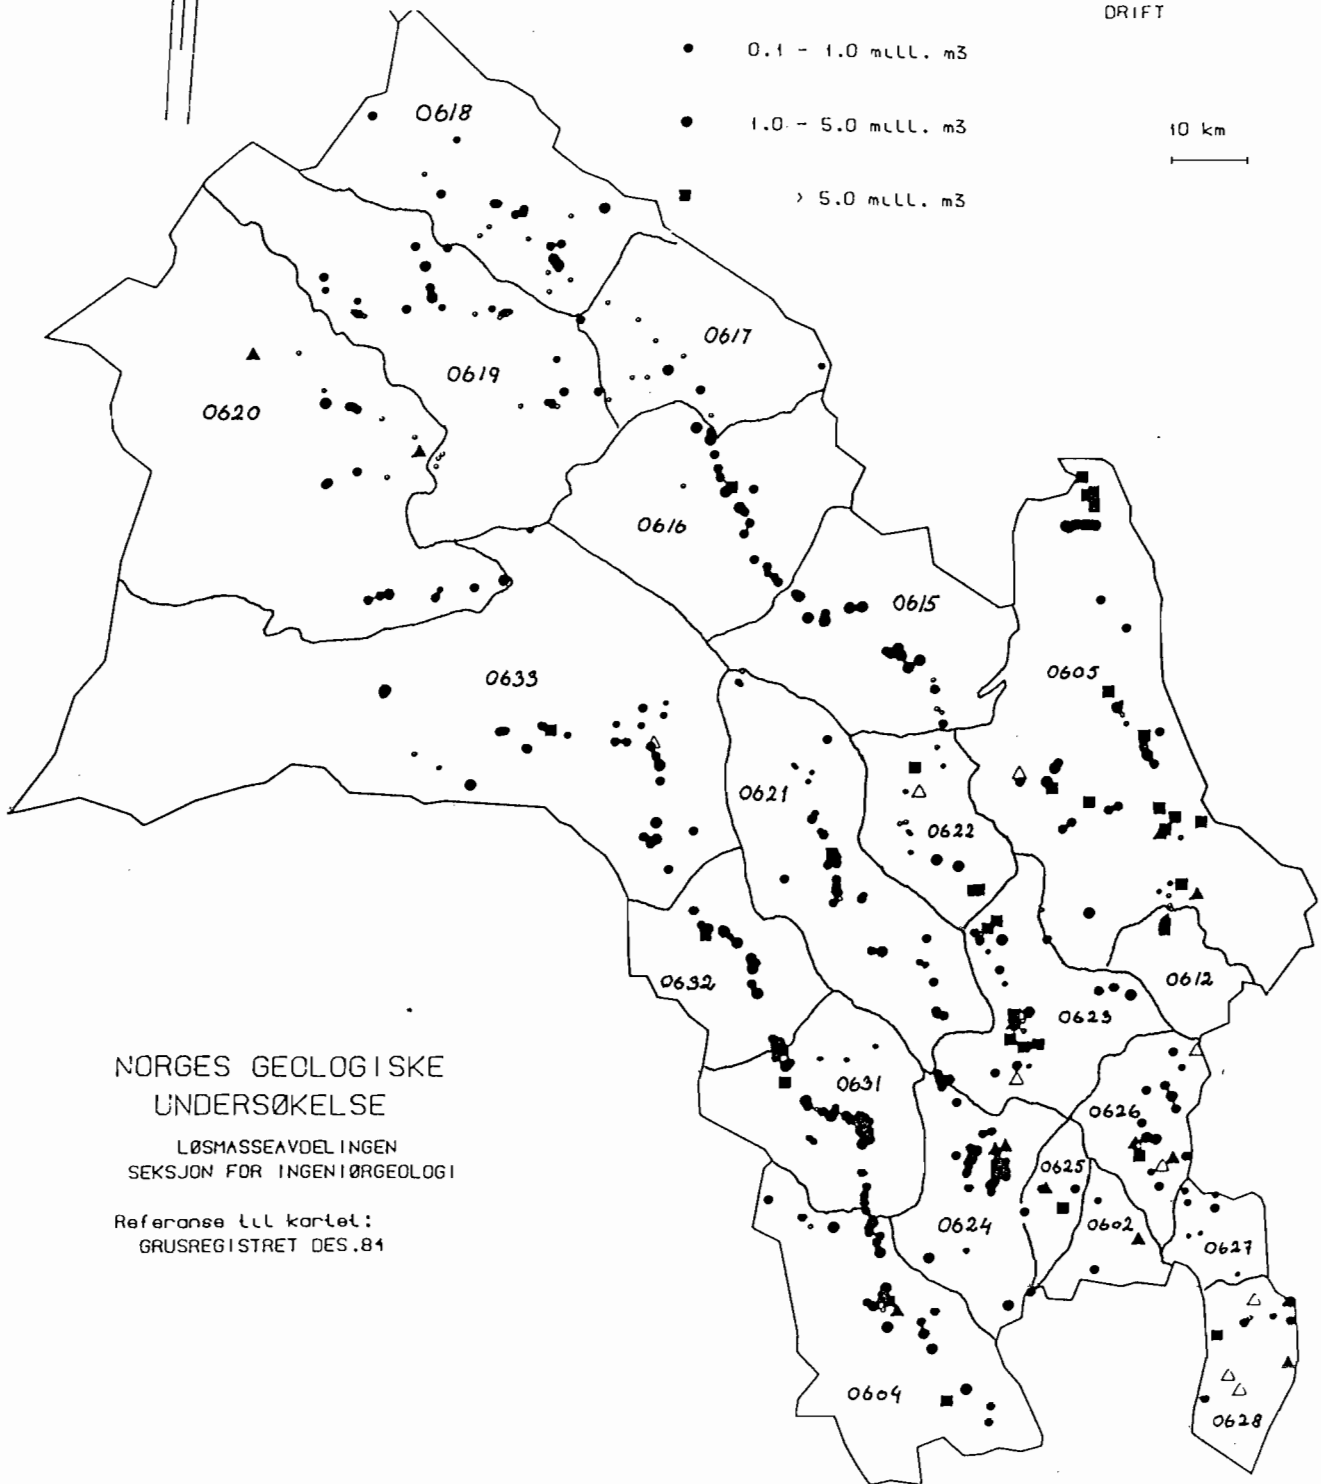 DRIFT
0.1 - 1.0 mill. m3
1.0 - 5.0 mill. m3
> 5.0 mill. m3
10 km
0618
0617
0619
0620
0616
0615
0605
0633
0621
0622
0612
0632
0623
0631
0626
0625
0624
0602
0627
0604
0628
NORGES GEOLOGISKE
UNDERSØKELSE
LØSMASSEAVDELINGEN
SEKSJON FOR INGENIØRGEOLOGI
Referanse til kartet:
GRUSREGISTRET DES.84